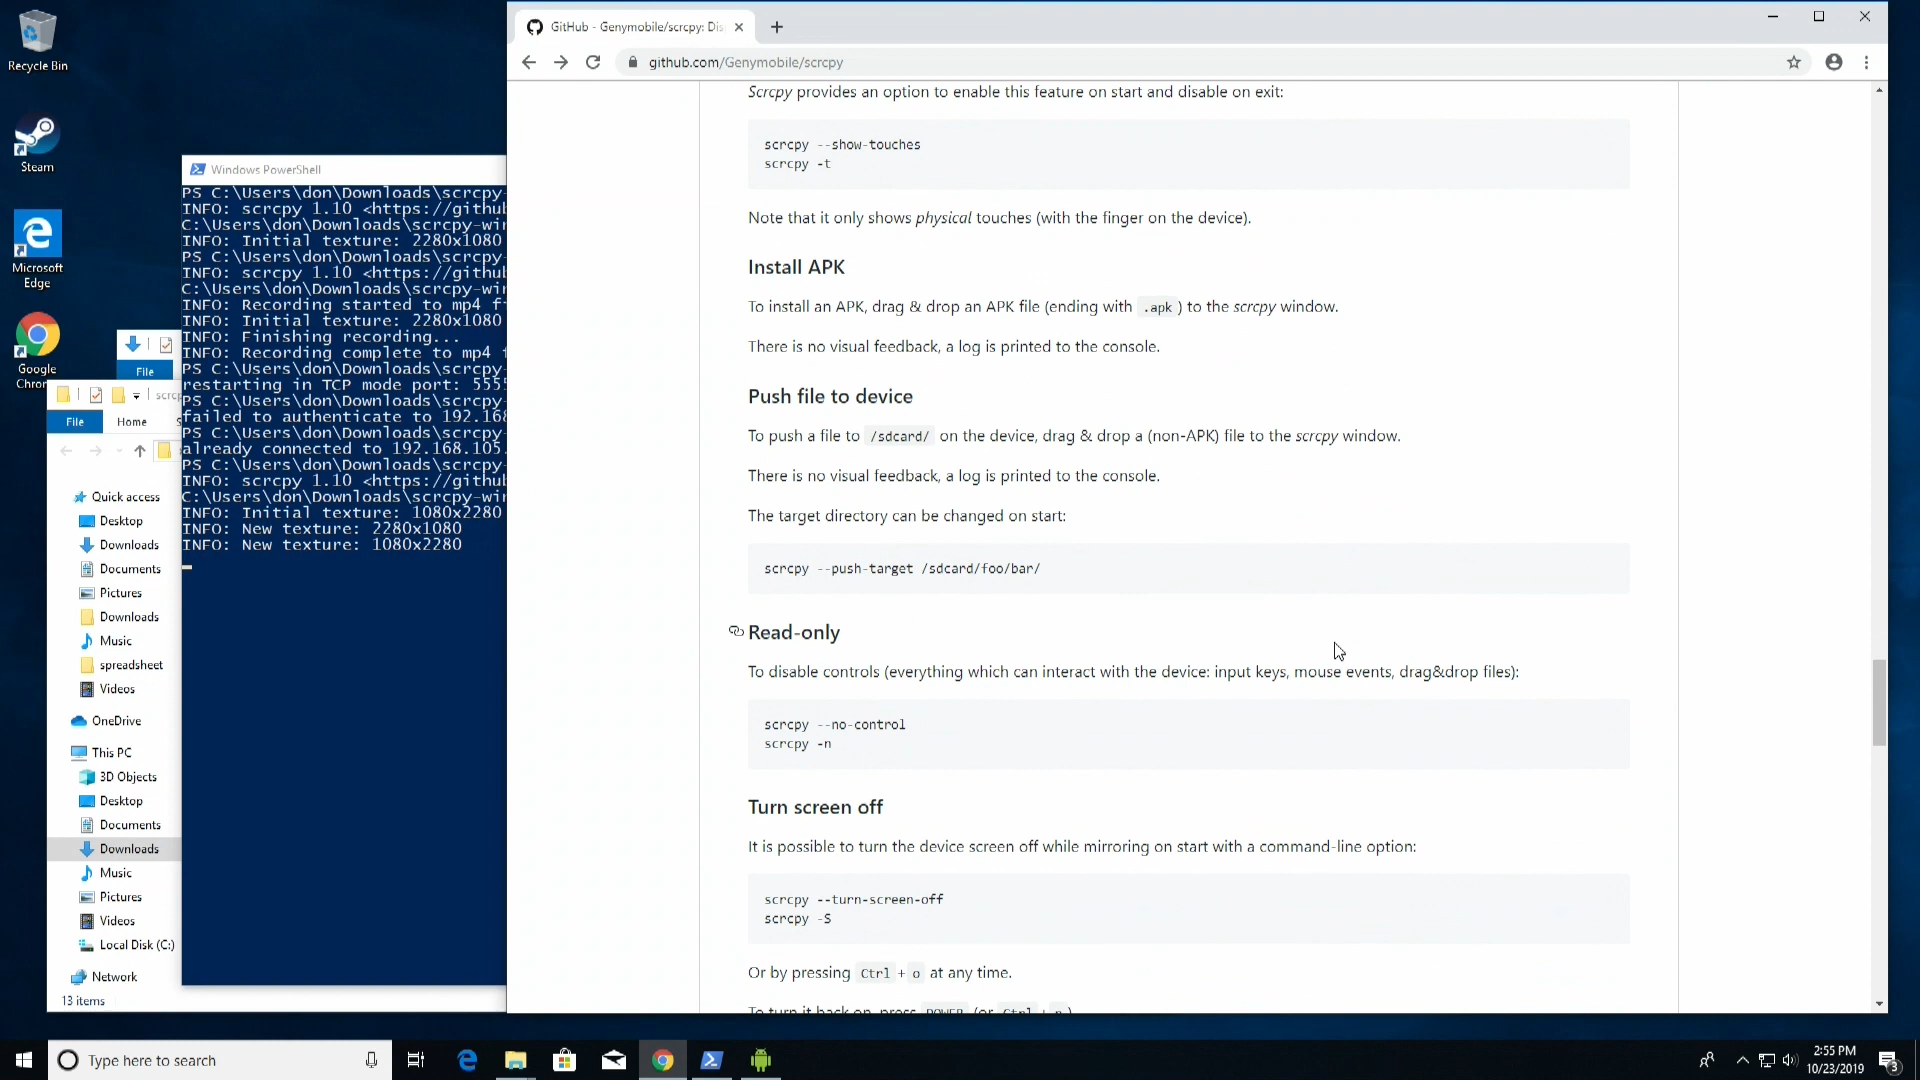 Recycle Bin
Steam
Microsoft
Edge
Google
File
File
Home
Quick access
Desktop
Downloads
Documents
Pictures
Downloads
Music
spreadsheet
Videos
OneDrive
This PC
3D Objects
Desktop
Documents
Downloads
Music
Pictures
Videos
Local Disk (C:)
Network
13 items
Windows PowerShell
PS C:\Users\don\Downloads\scrcpy-
INFO: scrcpy 1.10 <https://githu
C:\Users\don\Downloads\scrcpy-wi
INFO: Initial texture: 2280x1080
PS C:\Users\don\Downloads\scrcpy-
INFO: scrcpy 1.10 <https://githu
C:\Users\don\Downloads\scrcpy-wi
INFO: Recording started to mp4 f
INFO: Initial texture: 2280x1080
INFO: Finishing recording...
INFO: Recording complete to mp4 f
PS C:\Users\don\Downloads\scrcpy-
restarting in TCP mode port: 5555
PS C:\Users\don\Downloads\scrcpy-
failed to authenticate to 192.168
PS C:\Users\don\Downloads\scrcpy-
already connected to 192.168.105.
PS C:\Users\don\Downloads\scrcpy-
INFO: scrcpy 1.10 <https://githu
C:\Users\don\Downloads\scrcpy-wi
INFO: Initial texture: 1080x2280
INFO: New texture: 2280x1080
INFO: New texture: 1080x2280
GitHub - Genymobile/scrcpy: Dis
github.com/Genymobile/scrcpy
Scrcpy provides an option to enable this feature on start and disable on exit:
scrcpy --show-touches
scrcpy -t
Note that it only shows physical touches (with the finger on the device).
Install APK
To install an APK, drag & drop an APK file (ending with .apk ) to the scrcpy window.
There is no visual feedback, a log is printed to the console.
Push file to device
To push a file to /sdcard/ on the device, drag & drop a (non-APK) file to the scrcpy window.
There is no visual feedback, a log is printed to the console.
The target directory can be changed on start:
scrcpy --push-target /sdcard/foo/bar/
Read-only
To disable controls (everything which can interact with the device: input keys, mouse events, drag&drop files):
scrcpy --no-control
scrcpy -n
Turn screen off
It is possible to turn the device screen off while mirroring on start with a command-line option:
scrcpy --turn-screen-off
scrcpy -S
Or by pressing Ctrl + o at any time.
To turn it back on, press POWER (or Ctrl + p )
Type here to search
2:55 PM
10/23/2019
3